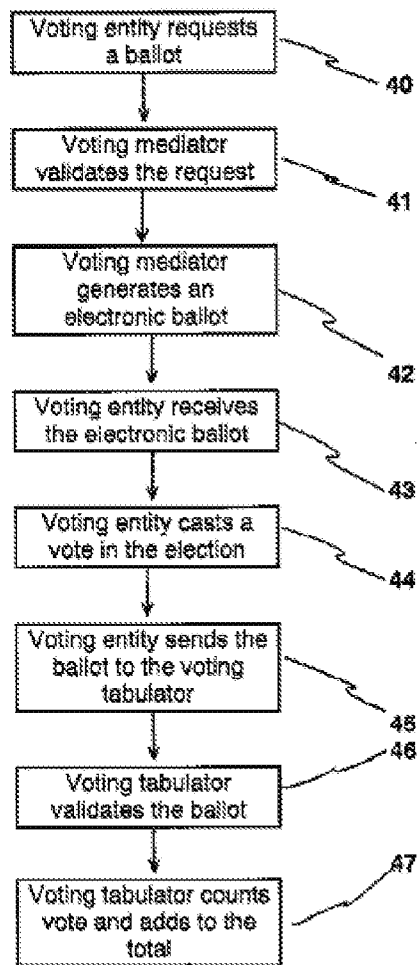 Voting entity requests
a ballot
40
Voting mediator
validates the request
41
Voting mediator
generates an
electronic ballot
42
Voting entity receives
the electronic ballot
43
Voting entity casts a
vote in the election
44
Voting entity sends the
ballot to the voting
tabulator
45
46
Voting tabulator
validates the ballot
47
Voting tabulator counts
vote and adds to the
total